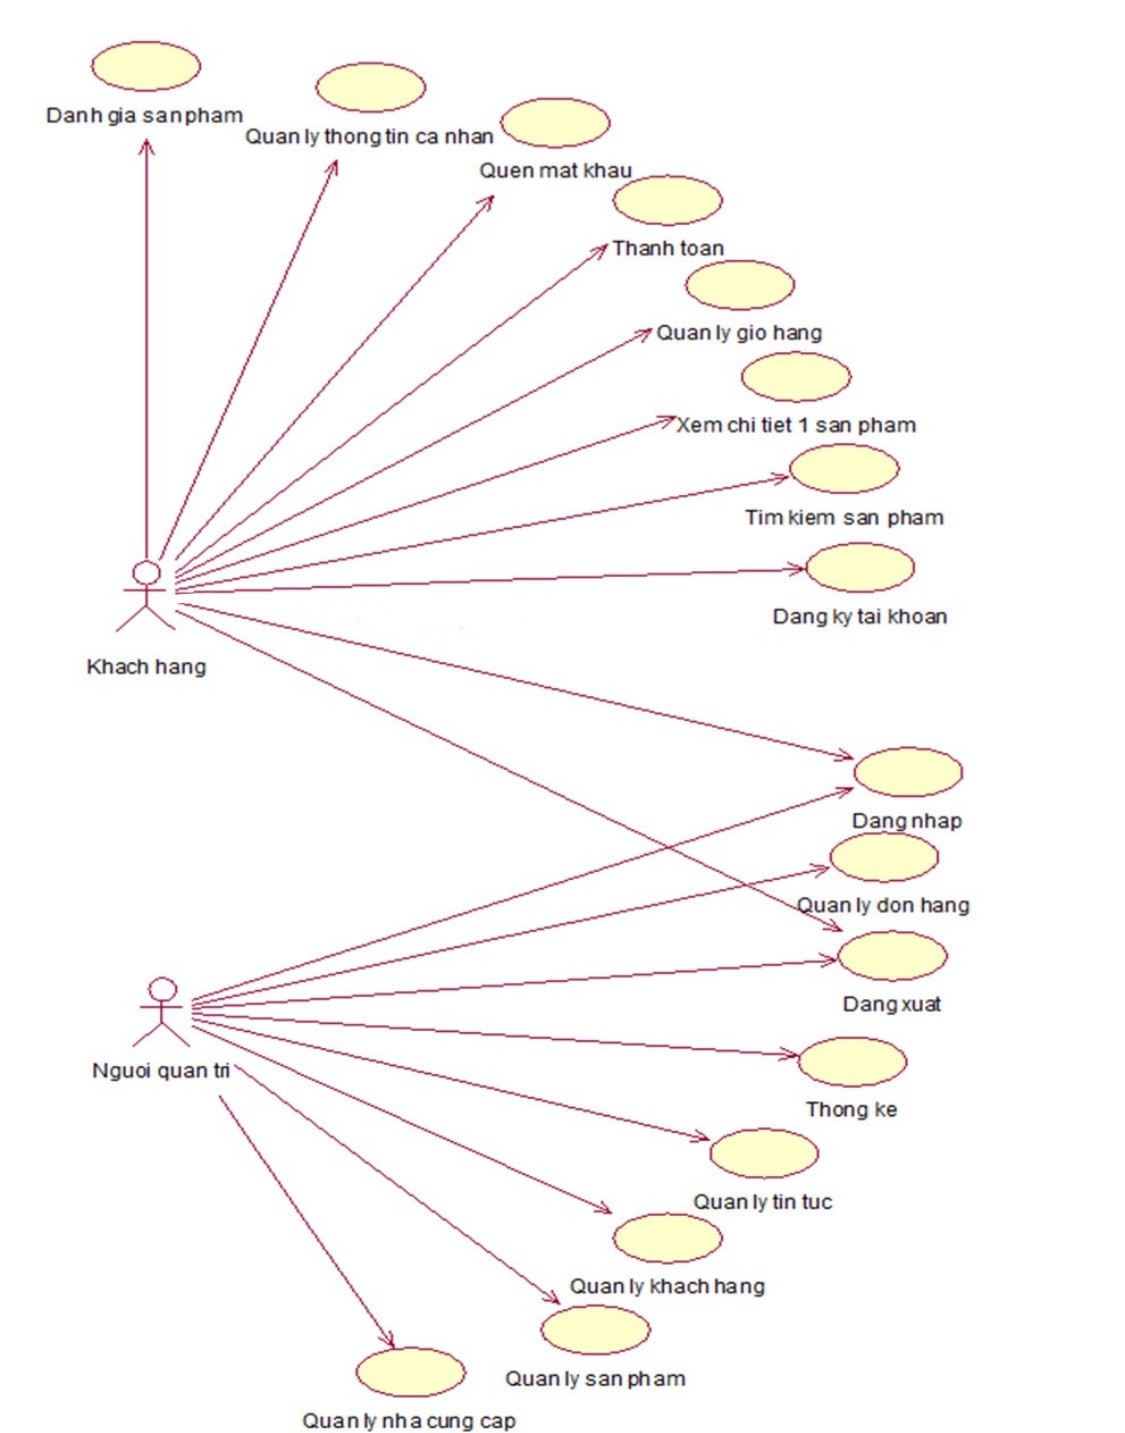 Danh gia san pham
Quan ly thong tin ca nhan
Quen mat khau
Thanh toan
Quan ly gio hang
Xem chi tiet 1 san pham
Tim kiem san pham
Dang ky tai khoan
Khach hang
Dang nhap
Quan ly don hang
Dang xuat
Nguoi quan tri
Thong ke
Quan ly tin tuc
Quan ly khach hang
Quan ly san pham
Quan ly nha cung cap